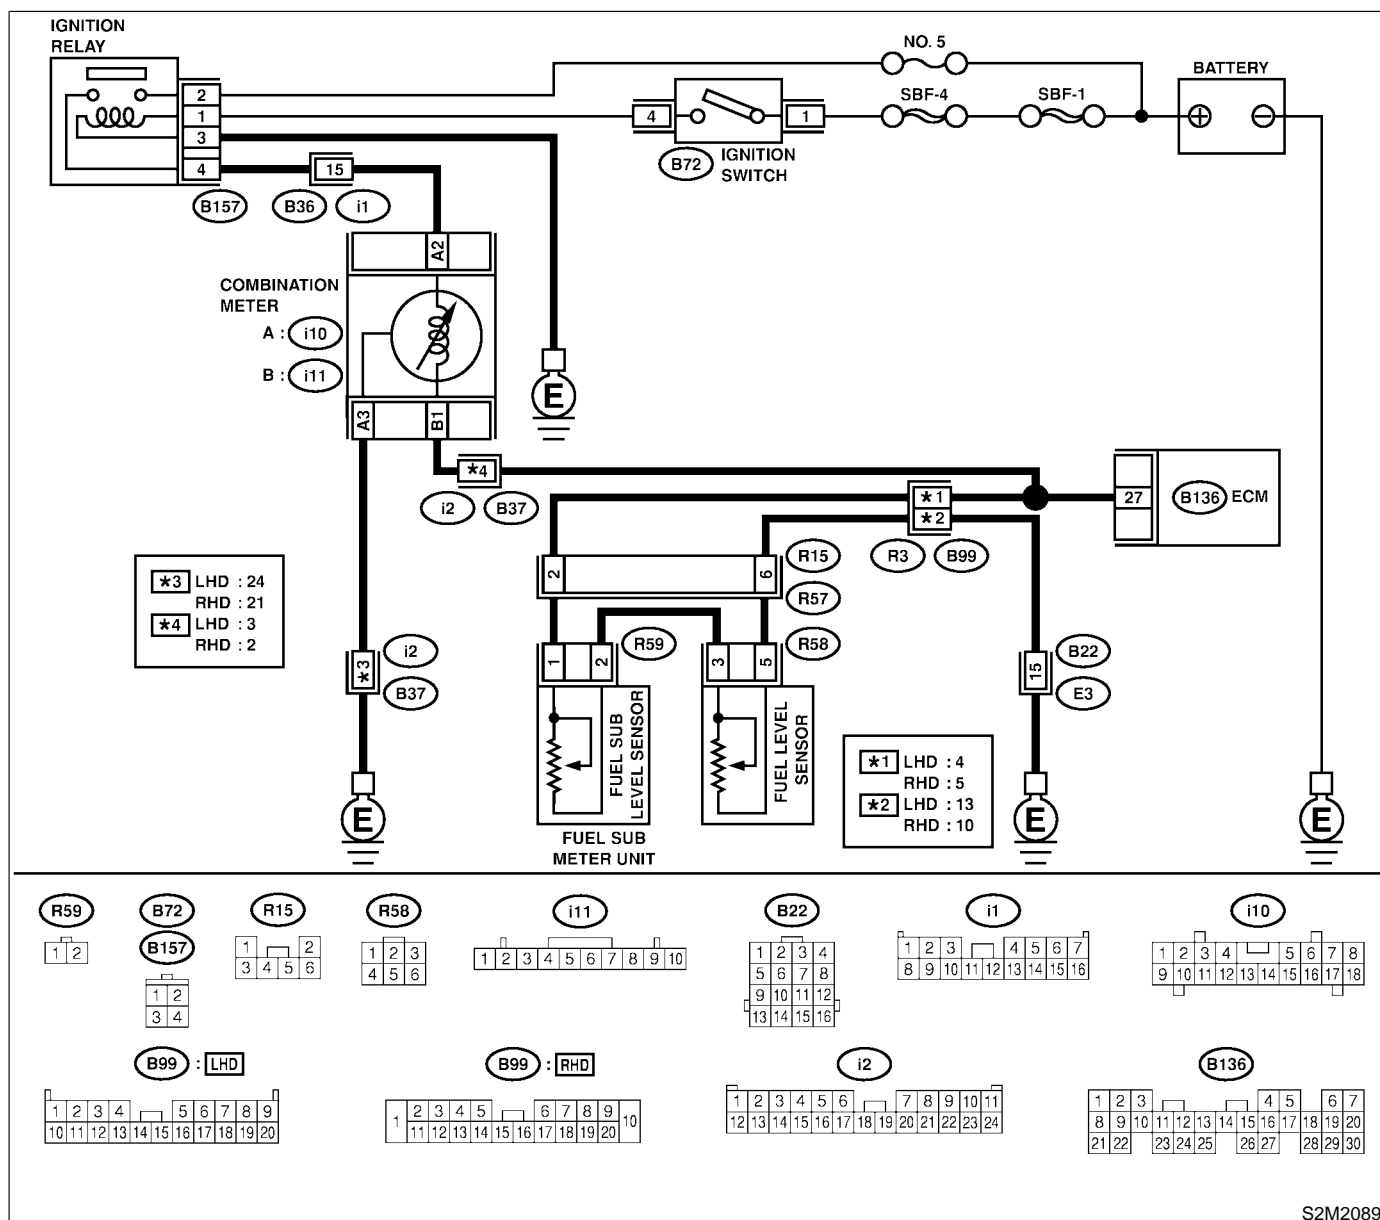 IGNITION
RELAY
NO. 5
BATTERY
SBF-4
SBF-1
2
1
3
4
4
1
B72
IGNITION
SWITCH
15
B157
B36
i1
A2
COMBINATION
METER
A : i10
B : i11
E
A3
B1
*4
i2
B37
*1
*2
27
B136
ECM
R3
B99
R15
2
6
R57
*3 LHD : 24
RHD : 21
*4 LHD : 3
RHD : 2
1
2
R59
3
5
R58
*3
i2
B37
15
B22
E3
FUEL SUB
LEVEL SENSOR
FUEL LEVEL
SENSOR
*1 LHD : 4
RHD : 5
*2 LHD : 13
RHD : 10
E
E
E
FUEL SUB
METER UNIT
R59
1 2
B72
B157
1 2
3 4
R15
1 2
3 4 5 6
R58
1 2 3
4 5 6
i11
1 2 3 4 5 6 7 8 9 10
B22
1 2 3 4
5 6 7 8
9 10 11 12
13 14 15 16
i1
1 2 3 4 5 6 7
8 9 10 11 12 13 14 15 16
i10
1 2 3 4 5 6 7 8
9 10 11 12 13 14 15 16 17 18
B99 : LHD
1 2 3 4 5 6 7 8 9
10 11 12 13 14 15 16 17 18 19 20
B99 : RHD
1 2 3 4 5 6 7 8 9 10
11 12 13 14 15 16 17 18 19 20
i2
1 2 3 4 5 6 7 8 9 10 11
12 13 14 15 16 17 18 19 20 21 22 23 24
B136
1 2 3 4 5 6 7
8 9 10 11 12 13 14 15 16 17 18 19 20
21 22 23 24 25 26 27 28 29 30
S2M2089